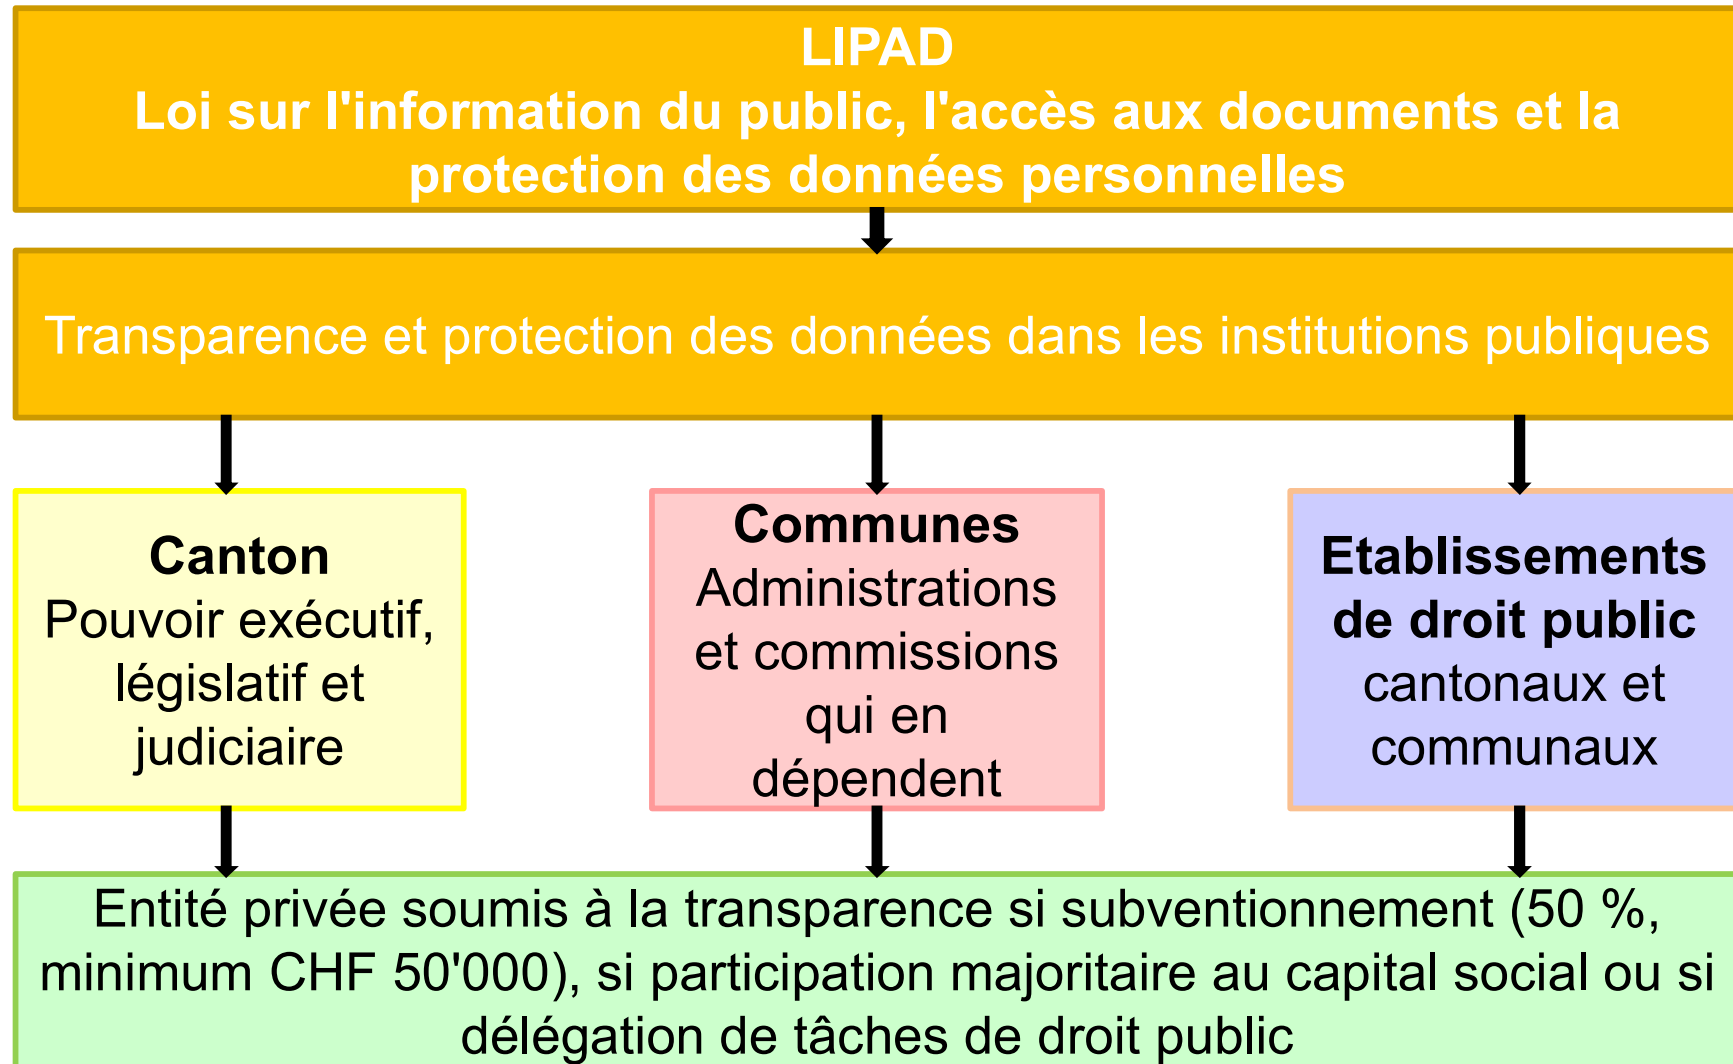 LIPAD
Loi sur l'information du public, l'accès aux documents et la
protection des données personnelles
Transparence et protection des données dans les institutions publiques
Canton
Pouvoir exécutif,
législatif et
judiciaire
Communes
Administrations
et commissions
qui en
dépendent
Etablissements
de droit public
cantonaux et
communaux
Entité privée soumis à la transparence si subventionnement (50 %,
minimum CHF 50'000), si participation majoritaire au capital social ou si
délégation de tâches de droit public